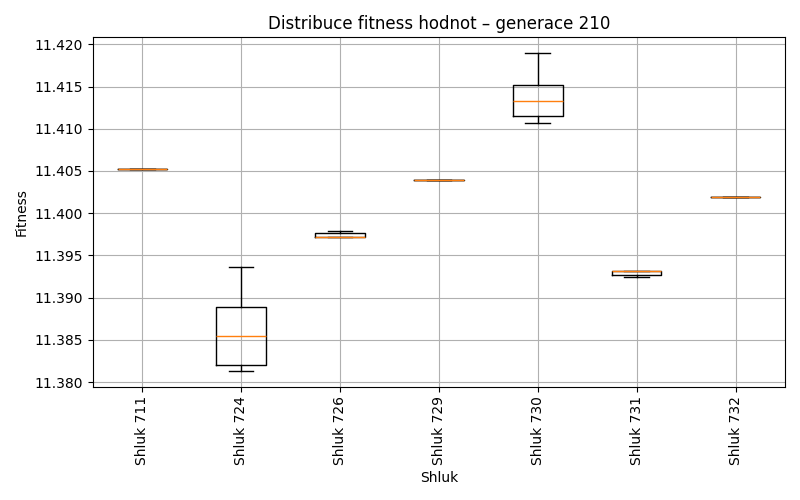 Distribuce fitness hodnot – generace 210
11.420
11.415
11.410
11.405
11.400
11.395
11.390
11.385
11.380
Fitness
Shluk 711
Shluk 724
Shluk 726
Shluk 729
Shluk 730
Shluk 731
Shluk 732
Shluk